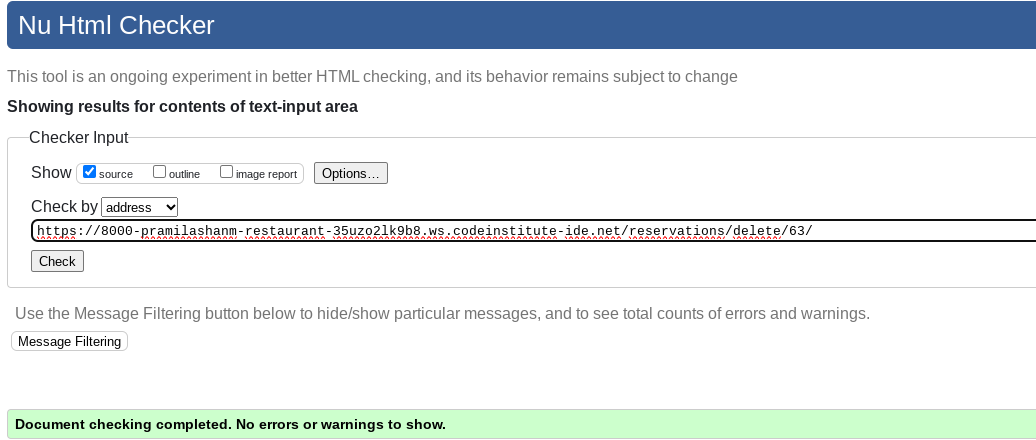 Nu Html Checker
This tool is an ongoing experiment in better HTML checking, and its behavior remains subject to change
Showing results for contents of text-input area
Checker Input
Show source outline image report Options...
Check by address
https://8000-pramilashanm-restaurant-35uzo2lk9b8.ws.codeinstitute-ide.net/reservations/delete/63/
Check
Use the Message Filtering button below to hide/show particular messages, and to see total counts of errors and warnings.
Message Filtering
Document checking completed. No errors or warnings to show.